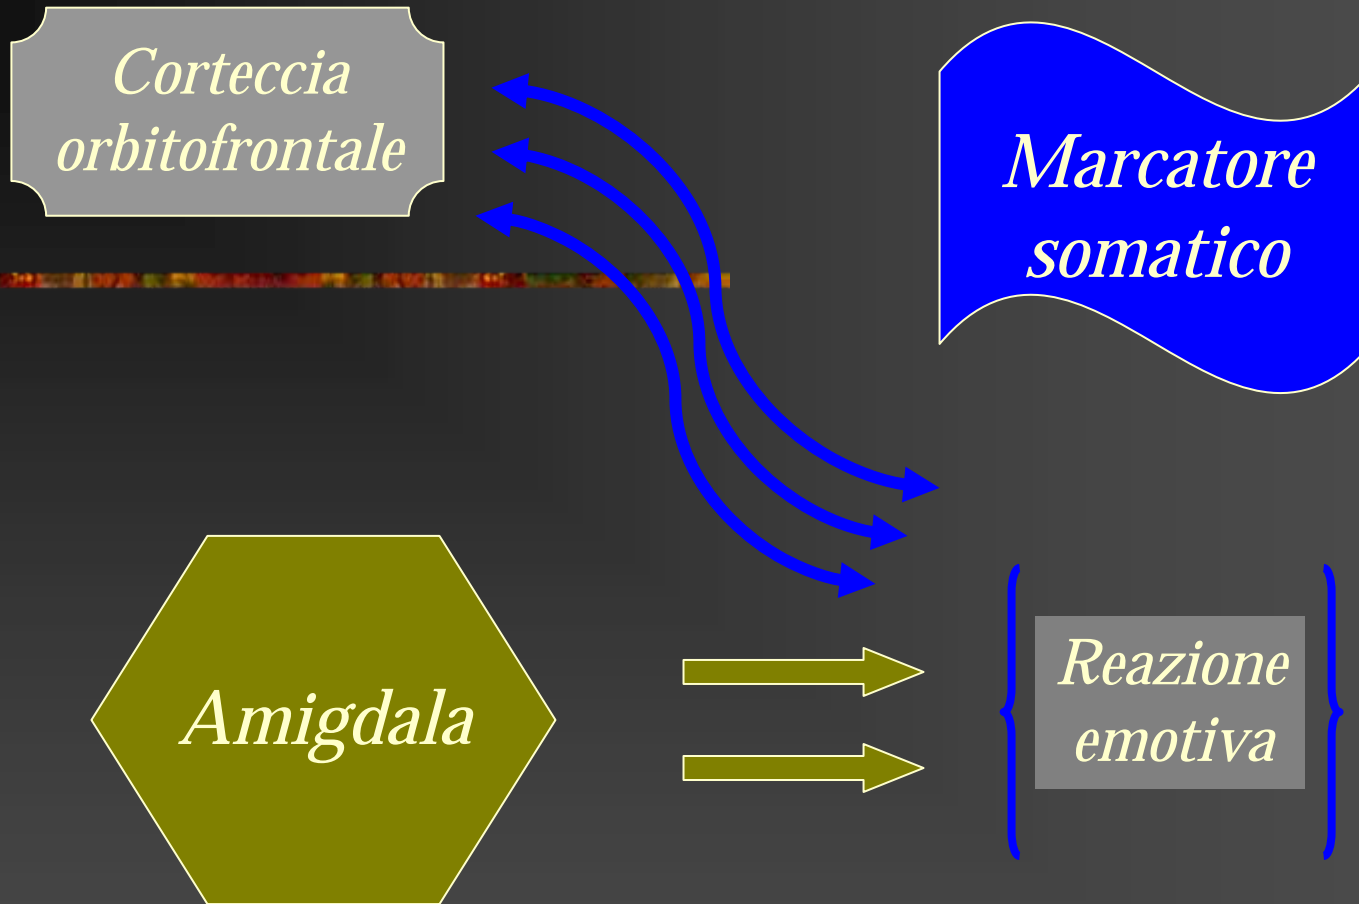 Corteccia
orbitofrontale
Marcatore
somatico
Amigdala
Reazione
emotiva